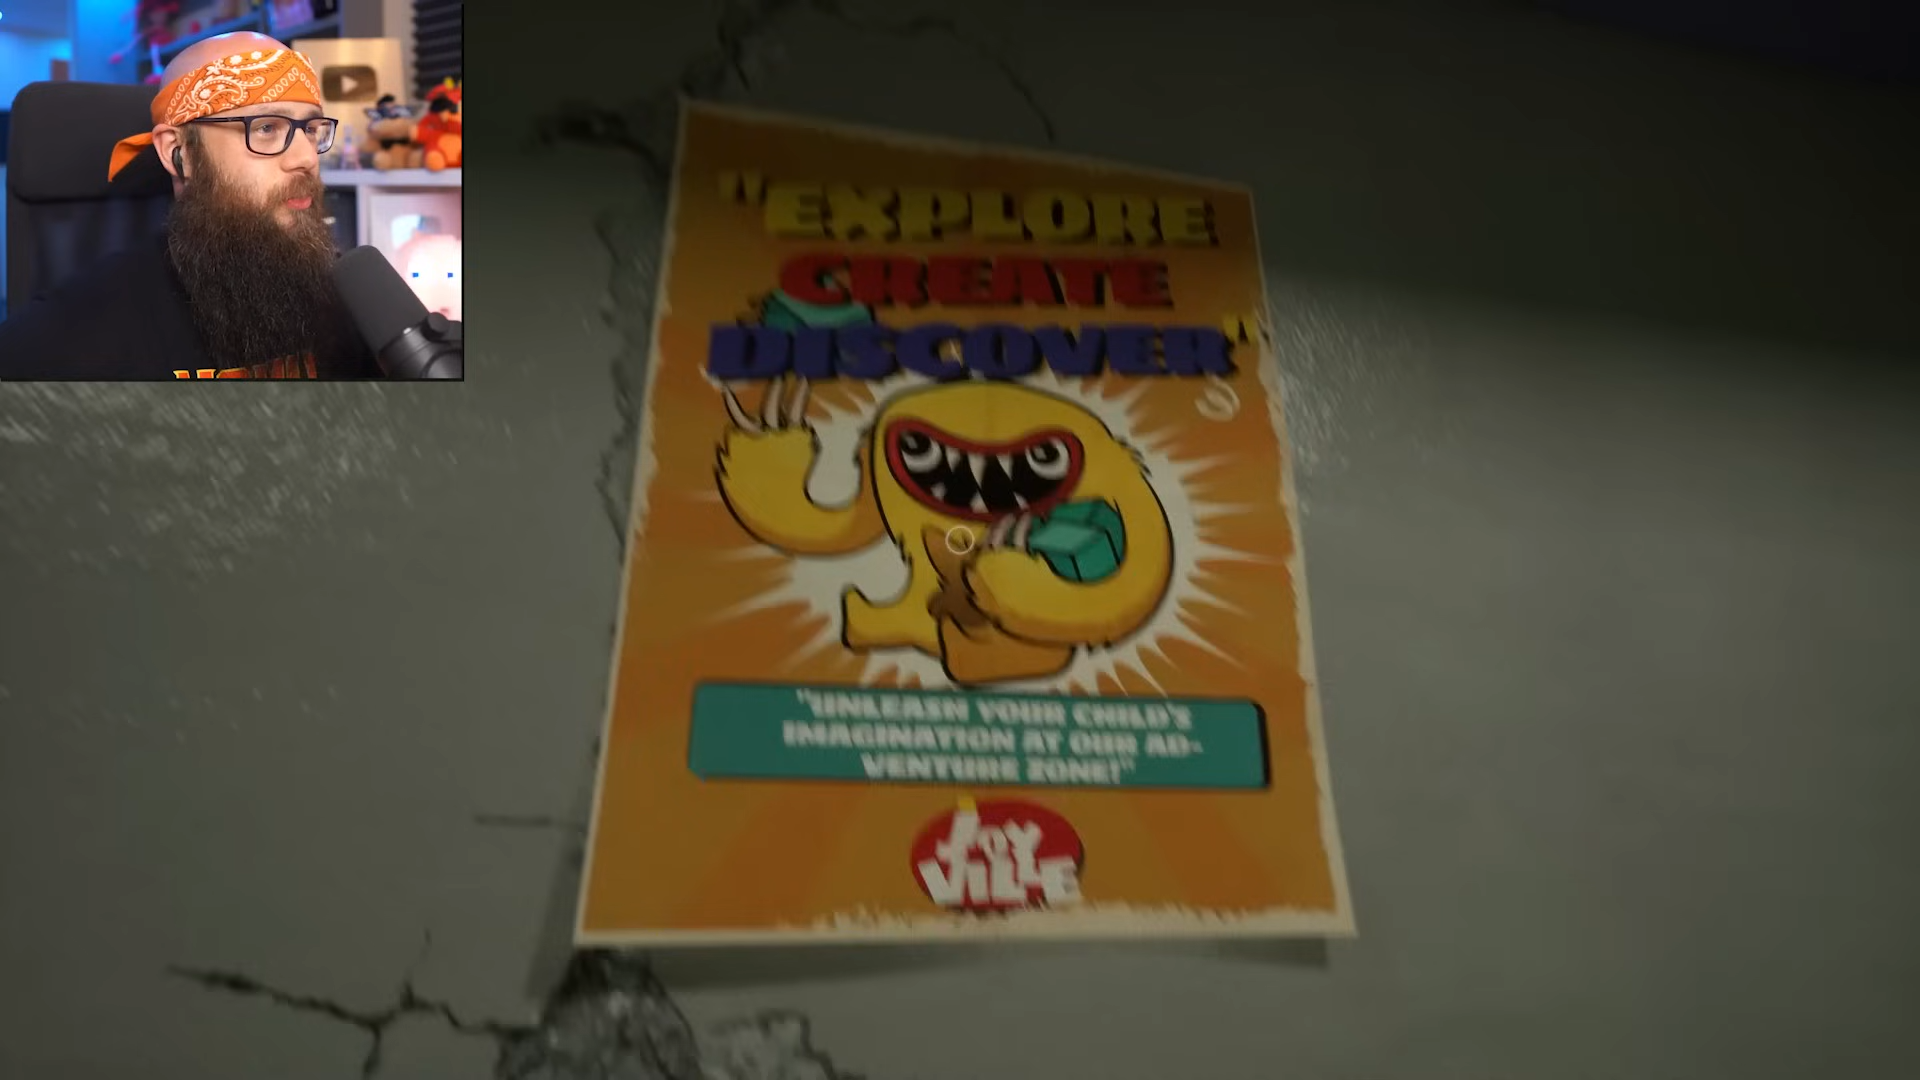 "EXPLORE
CREATE
DISCOVER"
"UNLEASH YOUR CHILD'S
IMAGINATION AT OUR AD-
VENTURE ZONE!"
JOY
VILLE